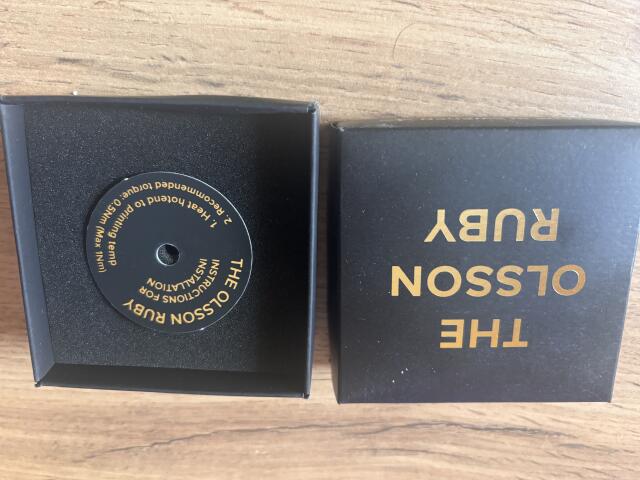 THE OLSSON RUBY
INSTRUCTIONS FOR
INSTALLATION
1. Heat hotend to printing temp
2. Recommended torque: 0.5Nm (Max 1Nm)
THE
OLSSON
RUBY